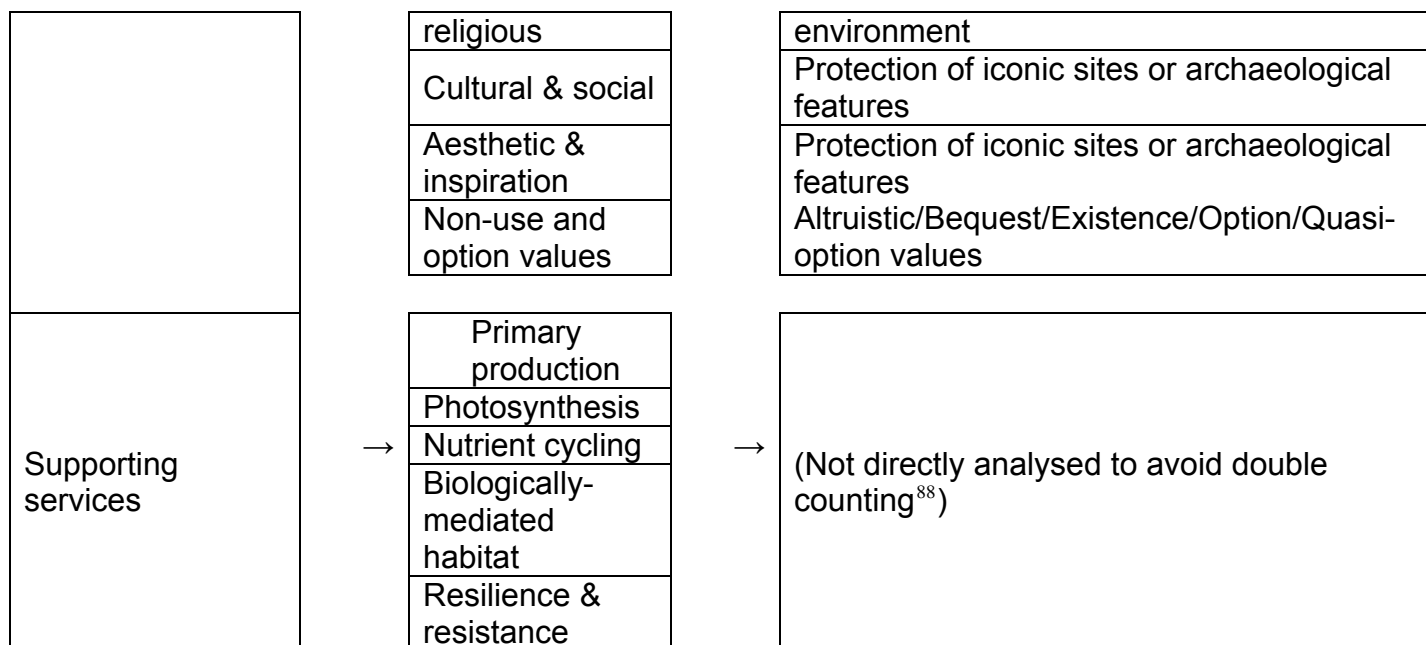 religious
environment
Cultural & social
Protection of iconic sites or archaeological
features
Aesthetic &
inspiration
Protection of iconic sites or archaeological
features
Non-use and
option values
Altruistic/Bequest/Existence/Option/Quasi-
option values
Supporting
services
→
Primary
production
Photosynthesis
Nutrient cycling
Biologically-
mediated
habitat
Resilience &
resistance
→
(Not directly analysed to avoid double
counting88)